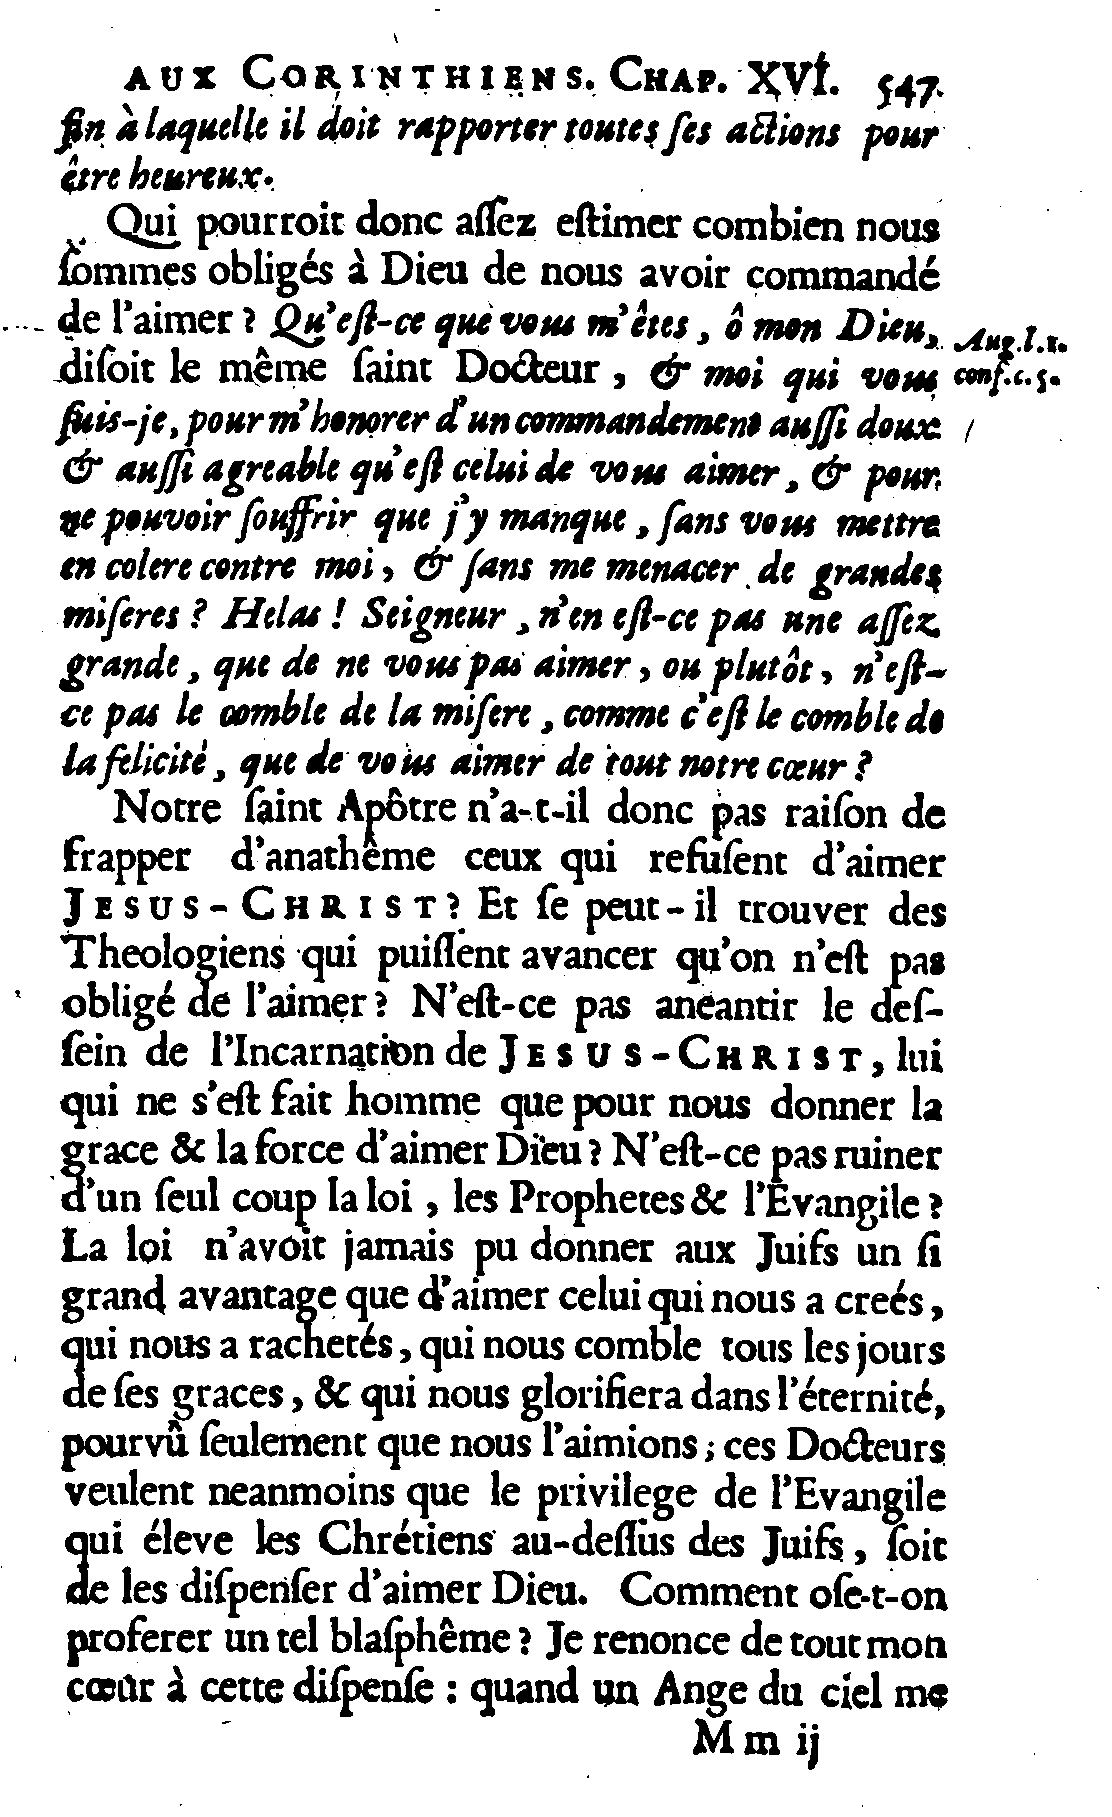 AUX CORINTHIENS. CHAP. XVI. 547
fin à laquelle il doit rapporter toutes ſes actions pour
être heureux.
Qui pourroit donc aſſez eſtimer combien nous
ſommes obligés à Dieu de nous avoir commandé
de l'aimer ? Qu'eſt-ce que vous m'êtes, ô mon Dieu,
Aug. l. 1.
diſoit le même ſaint Docteur, & moi qui vous
conf. c. 5.
ſuis-je, pour m'honorer d'un commandement auſſi doux
& auſſi agreable qu'eſt celui de vous aimer, & pour
ne pouvoir ſouffrir que j'y manque, ſans vous mettre
en colere contre moi, & ſans me menacer de grandes
miſeres ? Helas ! Seigneur, n'en eſt-ce pas une aſſez
grande, que de ne vous pas aimer, ou plutôt, n'eſt-
ce pas le comble de la miſere, comme c'eſt le comble de
la felicité, que de vous aimer de tout notre cœur ?
Notre ſaint Apôtre n'a-t-il donc pas raiſon de
frapper d'anathême ceux qui refuſent d'aimer
JESUS-CHRIST ? Et ſe peut-il trouver des
Theologiens qui puiſſent avancer qu'on n'eſt pas
obligé de l'aimer ? N'eſt-ce pas aneantir le deſ-
ſein de l'Incarnation de JESUS-CHRIST, lui
qui ne s'eſt fait homme que pour nous donner la
grace & la force d'aimer Dieu ? N'eſt-ce pas ruiner
d'un ſeul coup la loi, les Prophetes & l'Evangile ?
La loi n'avoit jamais pu donner aux Juifs un ſi
grand avantage que d'aimer celui qui nous a creés,
qui nous a rachetés, qui nous comble tous les jours
de ſes graces, & qui nous glorifiera dans l'éternité,
pourvû ſeulement que nous l'aimions ; ces Docteurs
veulent neanmoins que le privilege de l'Evangile
qui éleve les Chrétiens au-deſſus des Juifs, ſoit
de les diſpenſer d'aimer Dieu. Comment oſe-t-on
proferer un tel blaſphême ? Je renonce de tout mon
cœur à cette diſpenſe : quand un Ange du ciel me
M m ij